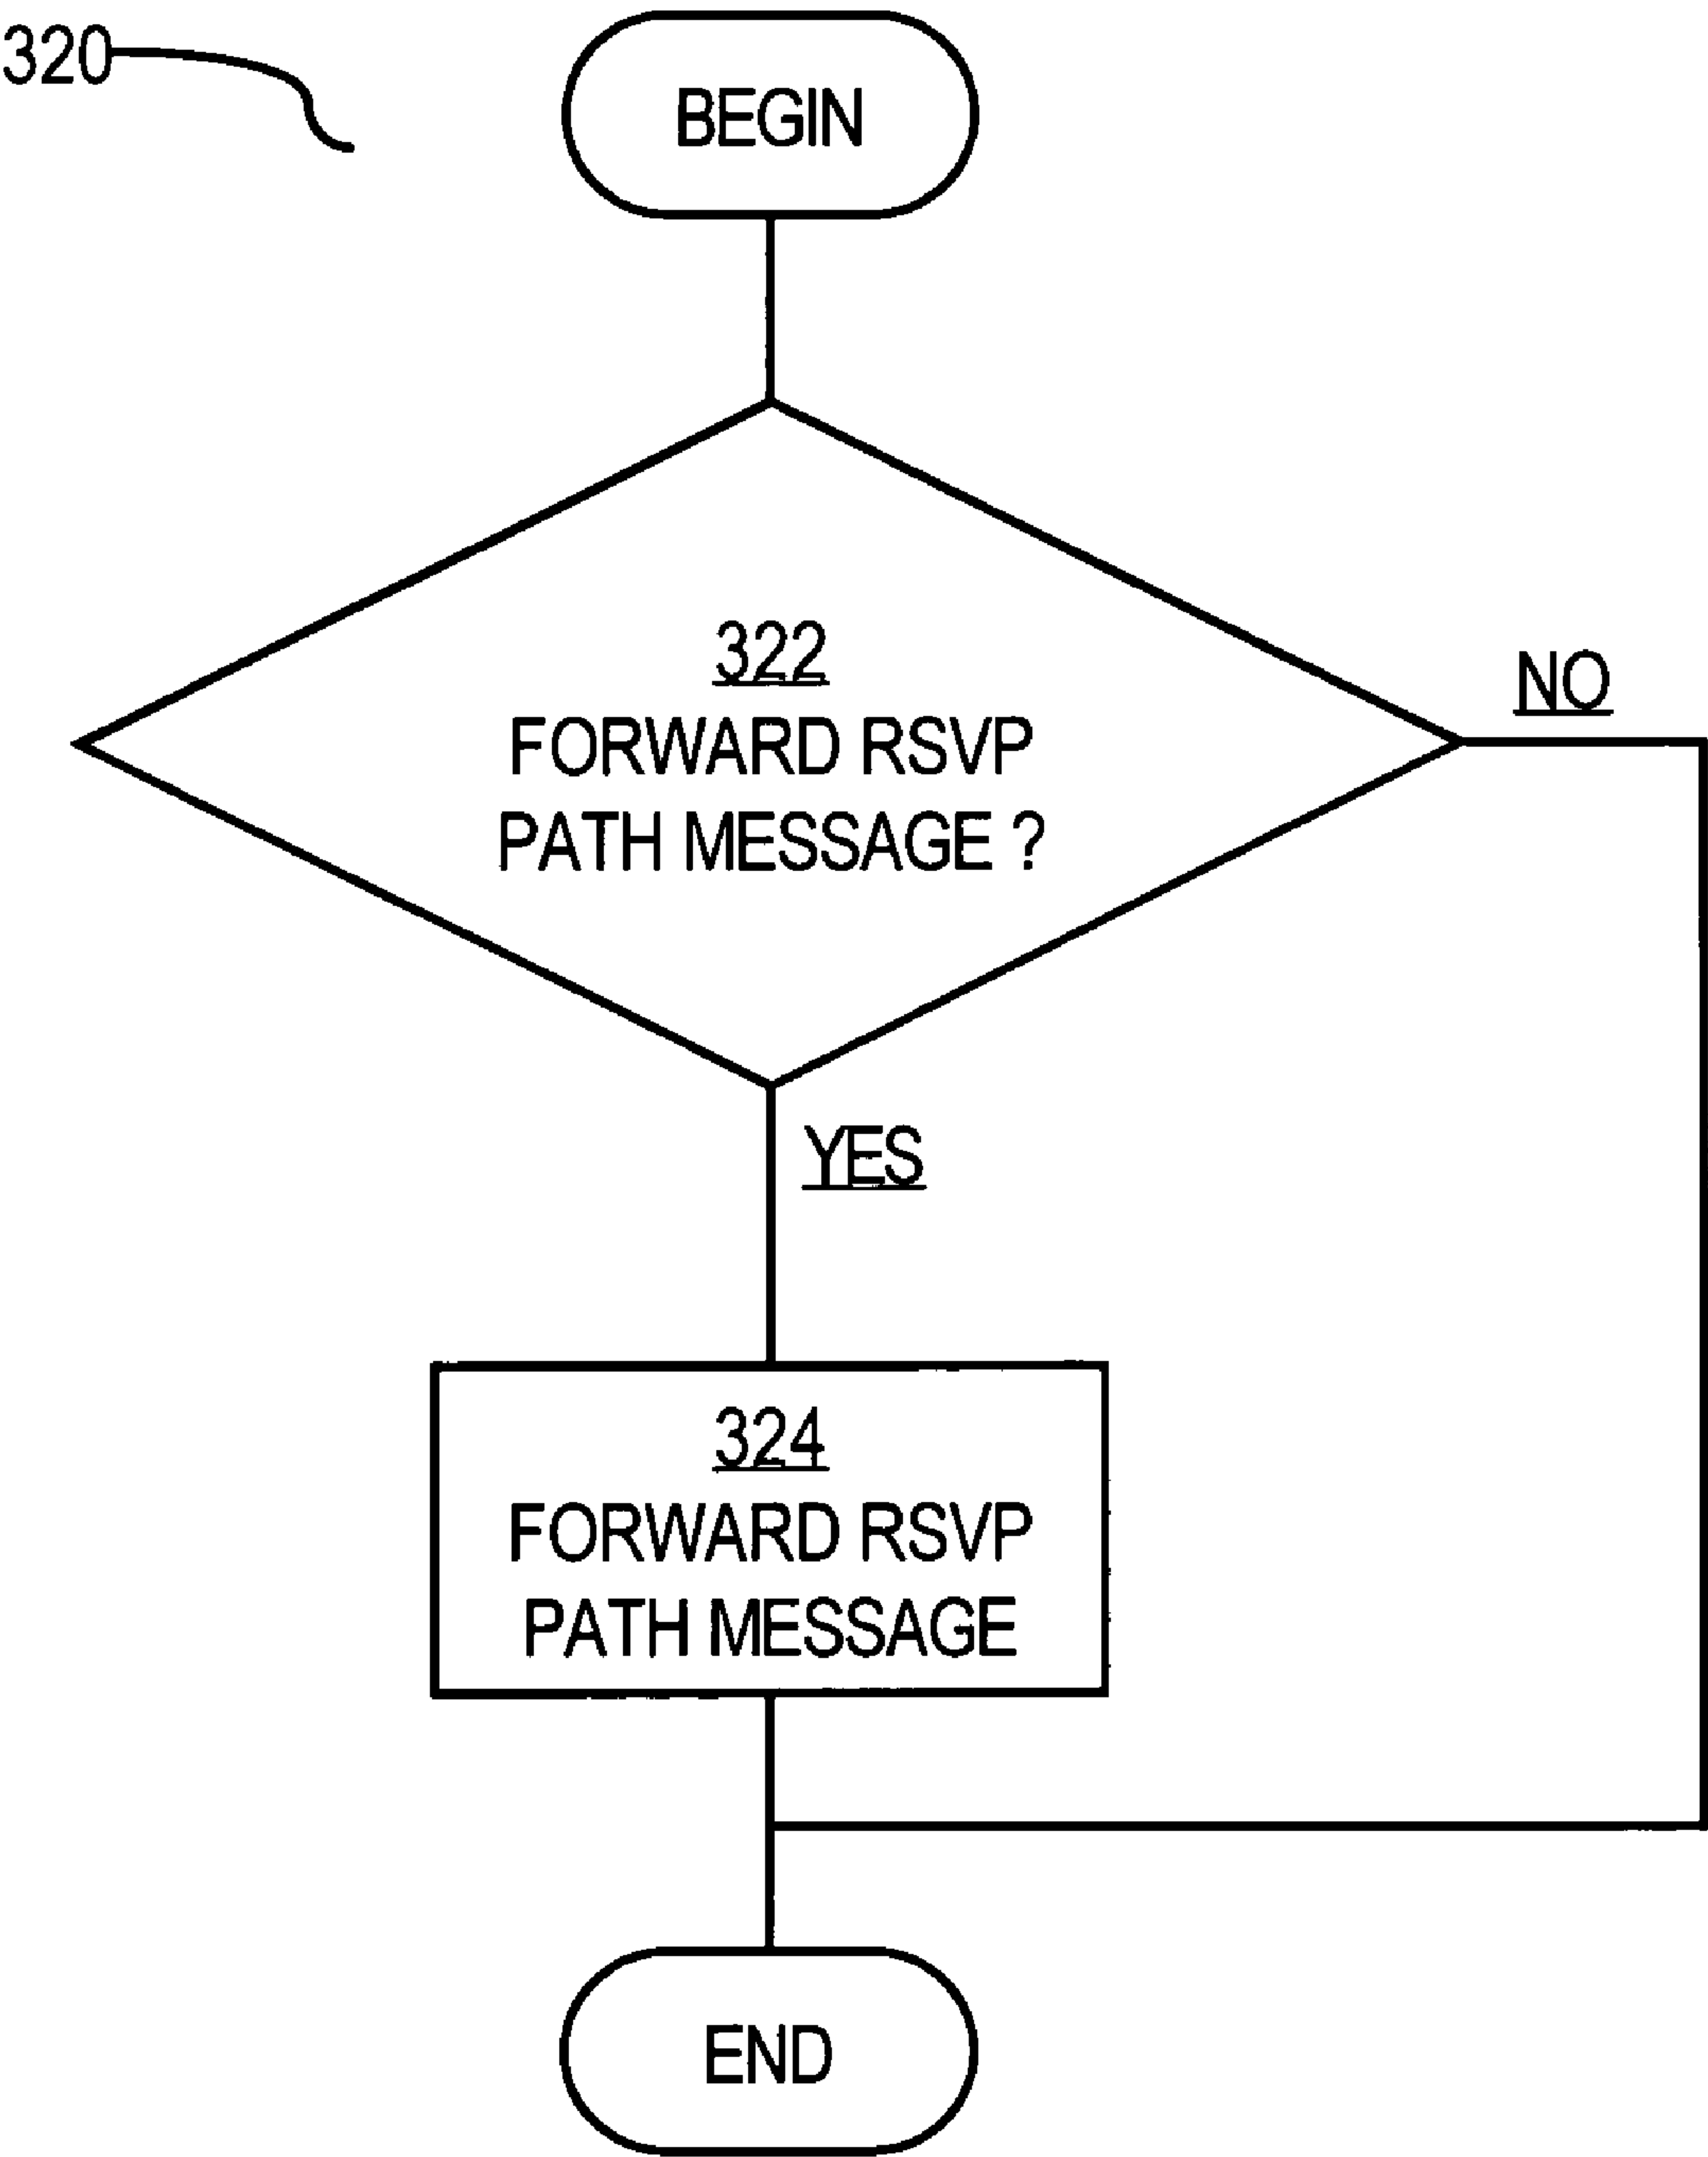 320
BEGIN
322
FORWARD RSVP
PATH MESSAGE ?
NO
YES
324
FORWARD RSVP
PATH MESSAGE
END